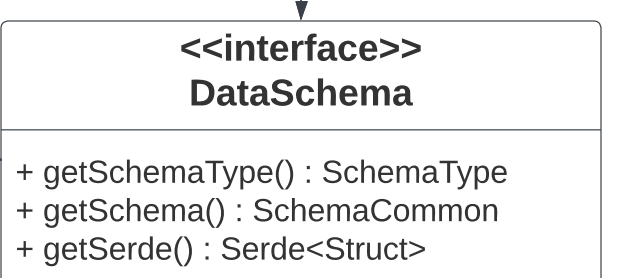 <<interface>>
DataSchema
+ getSchemaType() : SchemaType
+ getSchema() : SchemaCommon
+ getSerde() : Serde<Struct>